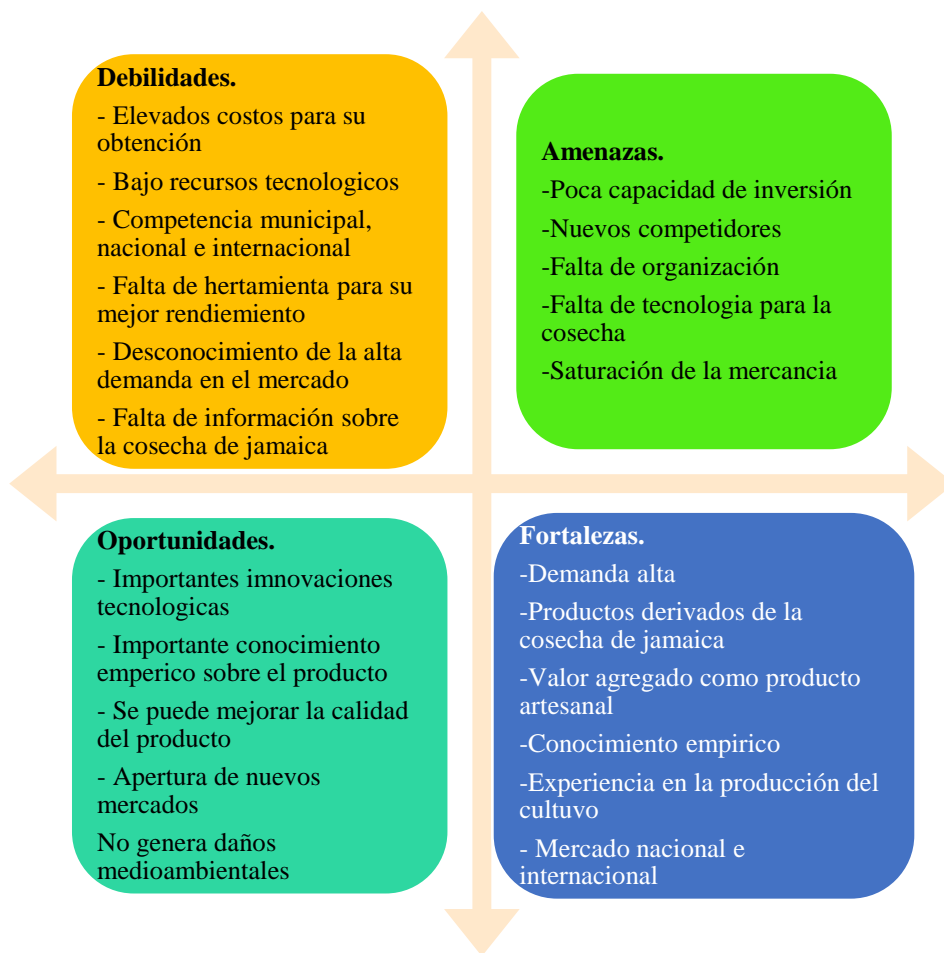 Debilidades.
- Elevados costos para su
obtención
- Bajo recursos tecnologicos
- Competencia municipal,
nacional e internacional
- Falta de hertamienta para su
mejor rendiemiento
- Desconocimiento de la alta
demanda en el mercado
- Falta de información sobre
la cosecha de jamaica
Amenazas.
-Poca capacidad de inversión
-Nuevos competidores
-Falta de organización
-Falta de tecnologia para la
cosecha
-Saturación de la mercancia
Oportunidades.
- Importantes imnovaciones
tecnologicas
- Importante conocimiento
emperico sobre el producto
- Se puede mejorar la calidad
del producto
- Apertura de nuevos
mercados
No genera daños
medioambientales
Fortalezas.
-Demanda alta
-Productos derivados de la
cosecha de jamaica
-Valor agregado como producto
artesanal
-Conocimiento empirico
-Experiencia en la producción del
cultuvo
- Mercado nacional e
internacional